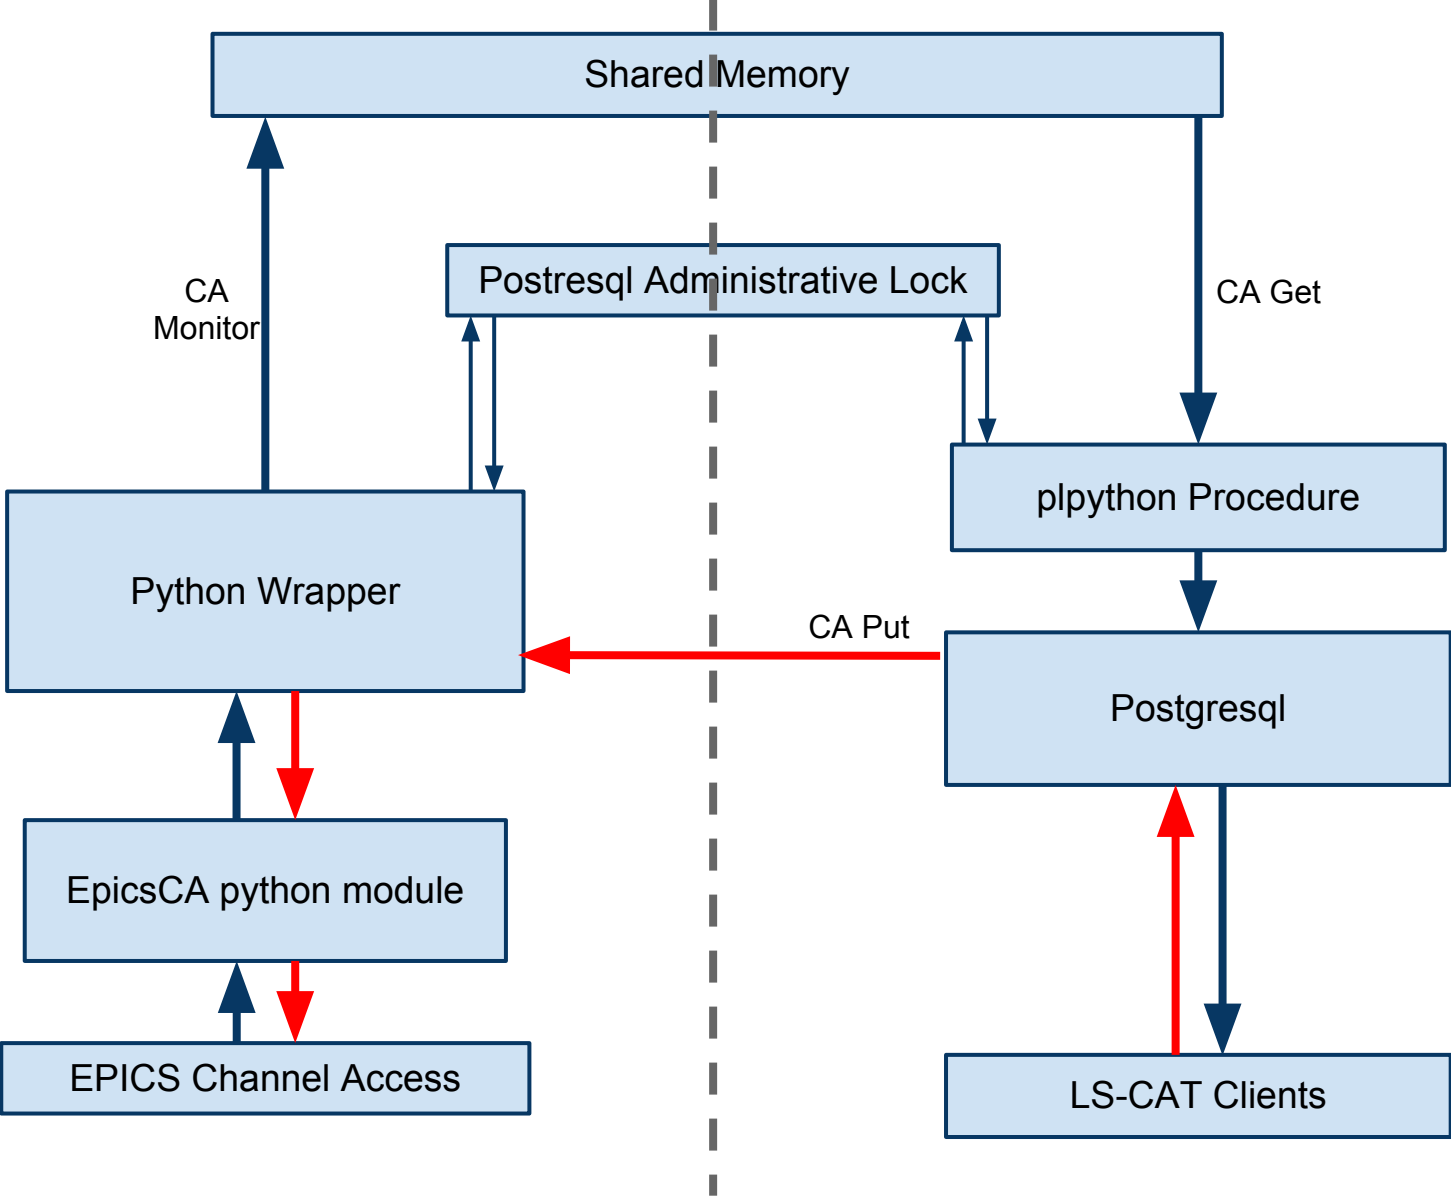 Shared Memory
Postresql Administrative Lock
CA
Monitor
CA Get
plpython Procedure
Python Wrapper
CA Put
Postgresql
EpicsCA python module
EPICS Channel Access
LS-CAT Clients